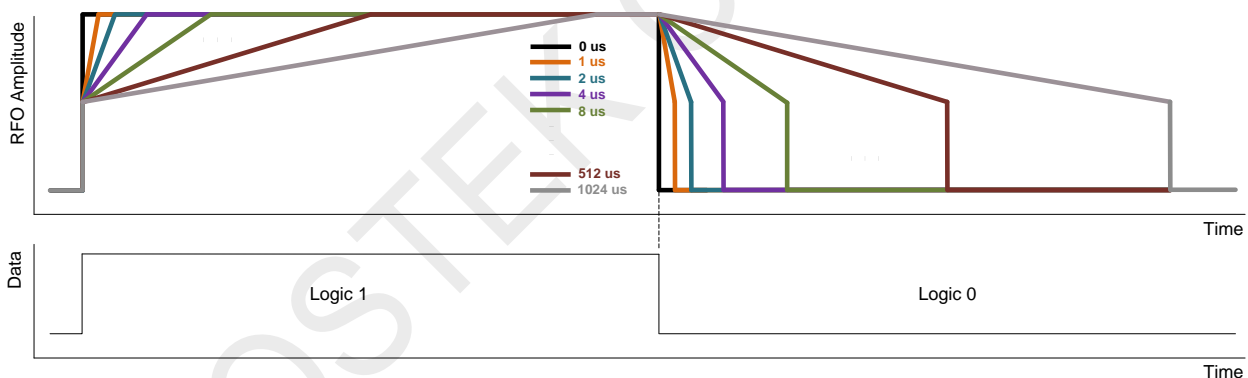 RFO Amplitude
0 us
1 us
2 us
4 us
8 us
512 us
1024 us
Time
Data
Logic 1
Logic 0
Time
OSTEK